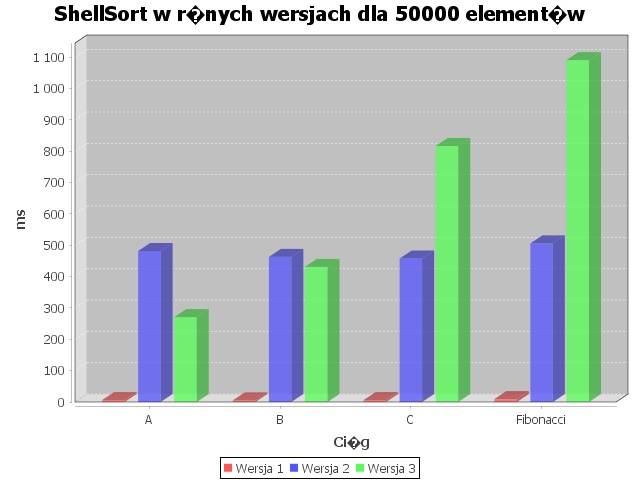 ShellSort w r�nych wersjach dla 50000 element�w
1 100
1 000
900
800
700
600
500
400
300
200
100
0
ms
A B C Fibonacci
Ci�g
Wersja 1 Wersja 2 Wersja 3